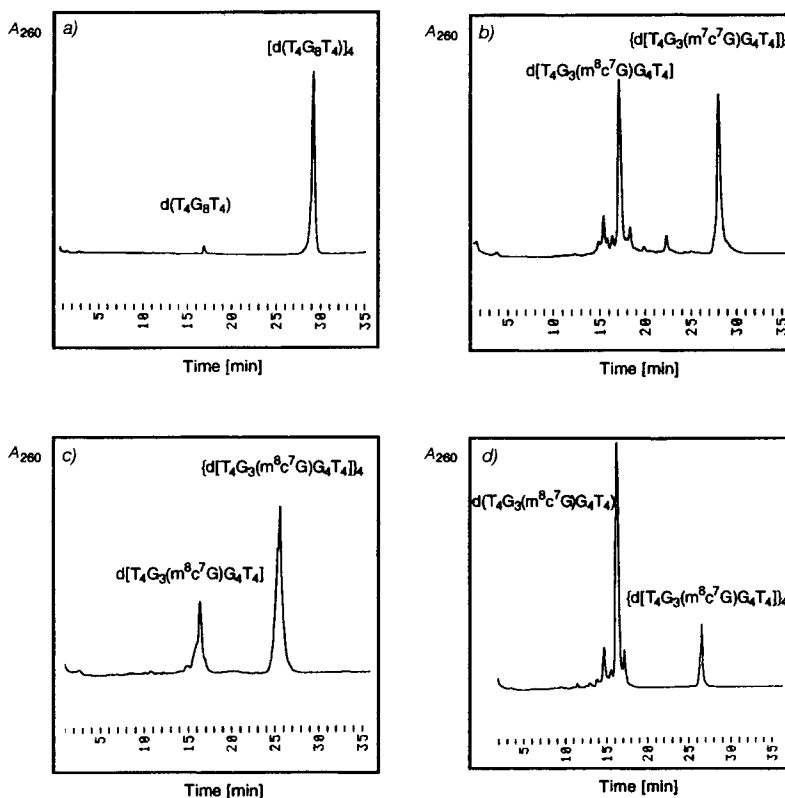 A₂₆₀ a)
[d(T₄G₈T₄)]₄
d(T₄G₈T₄)
5 10 15 20 25 30 35
Time [min]
A₂₆₀ b)
{d[T₄G₃(m⁷c⁷G)G₄T₄]}₄
d[T₄G₃(m⁸c⁷G)G₄T₄]
5 10 15 20 25 30 35
Time [min]
A₂₆₀ c)
{d[T₄G₃(m⁸c⁷G)G₄T₄]}₄
d[T₄G₃(m⁸c⁷G)G₄T₄]
5 10 15 20 25 30 35
Time [min]
A₂₆₀ d)
d(T₄G₃(m⁸c⁷G)G₄T₄)
{d[T₄G₃(m⁸c⁷G)G₄T₄]}₄
5 10 15 20 25 30 35
Time [min]